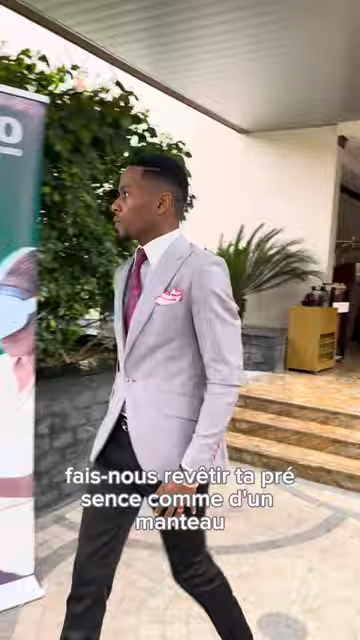 o
fais-nous revêtir ta pré
sence comme d'un
manteau